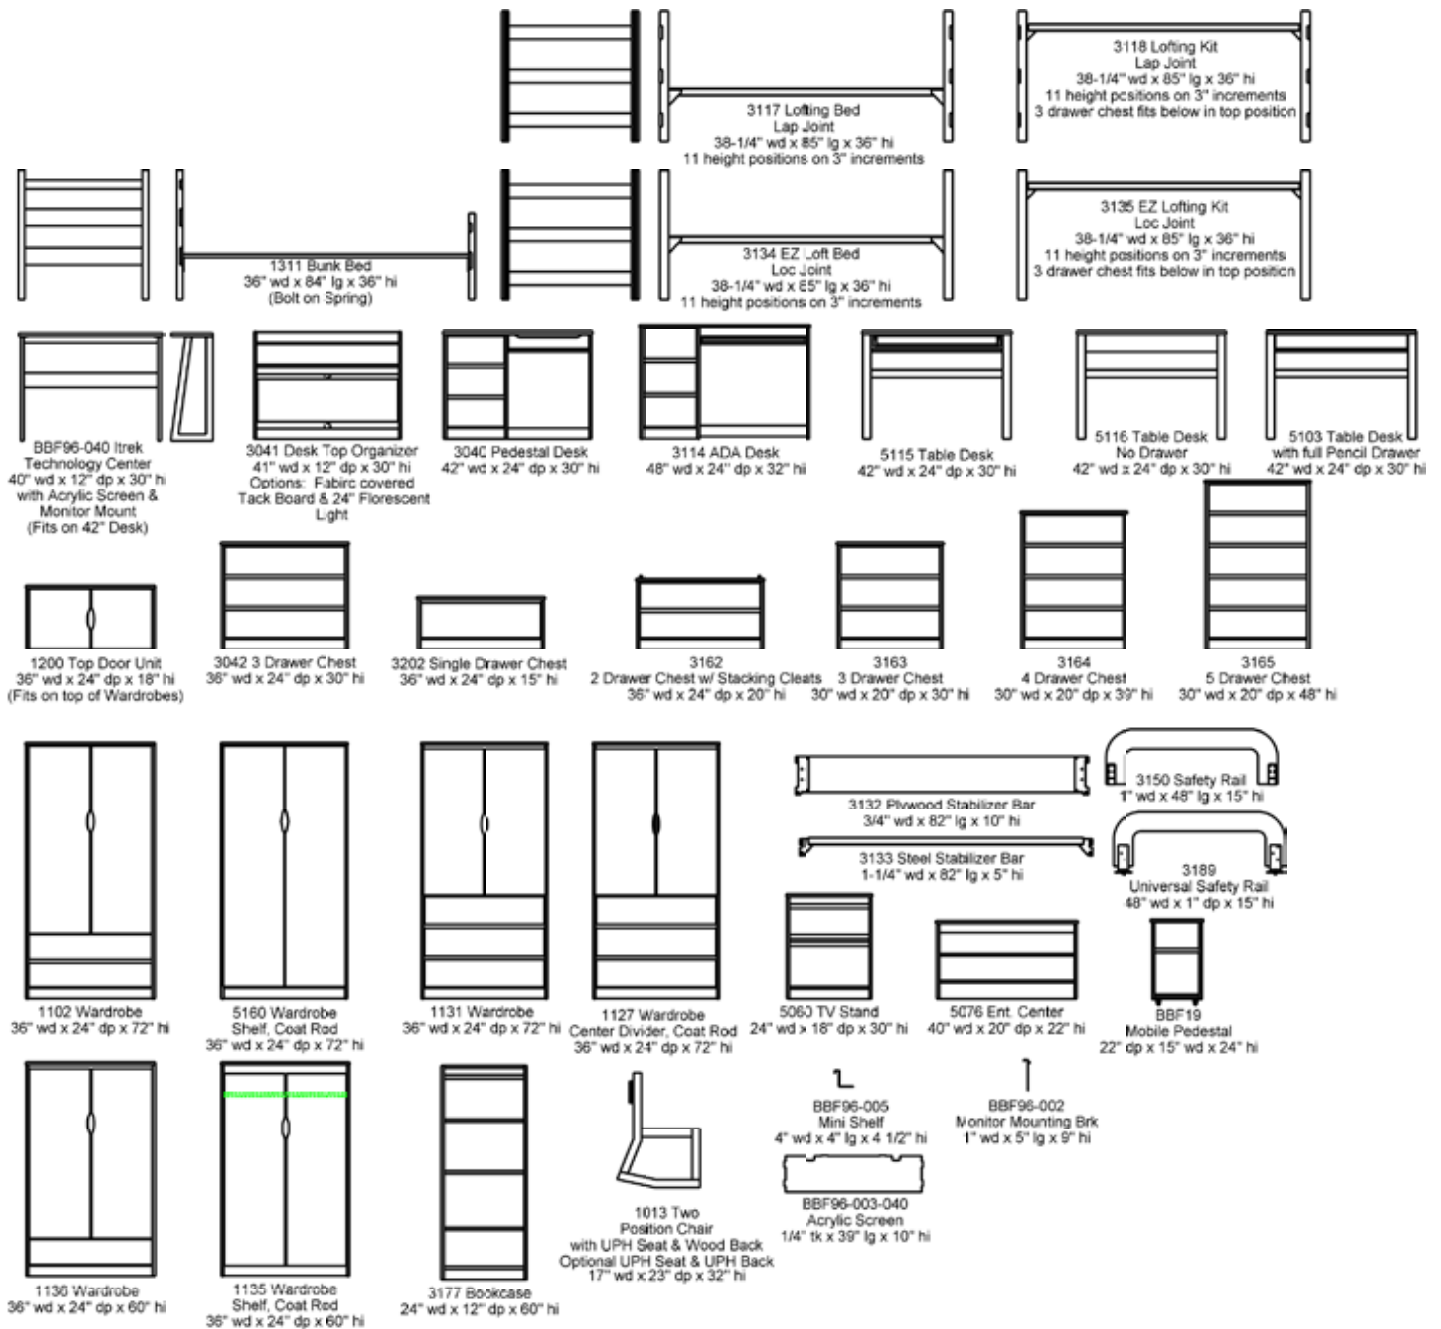 3117 Lofting Bed
Lap Joint
38-1/4" wd x 85" lg x 36" hi
11 height positions on 3" increments
3118 Lofting Kit
Lap Joint
38-1/4" wd x 85" lg x 36" hi
11 height positions on 3" increments
3 drawer chest fits below in top position
1311 Bunk Bed
36" wd x 84" lg x 36" hi
(Bolt on Spring)
3134 EZ Loft Bed
Loc Joint
38-1/4" wd x 85" lg x 36" hi
11 height positions on 3" increments
3135 EZ Lofting Kit
Loc Joint
38-1/4" wd x 85" lg x 36" hi
11 height positions on 3" increments
3 drawer chest fits below in top position
BBF96-040 Itrek
Technology Center
40" wd x 12" dp x 30" hi
with Acrylic Screen &
Monitor Mount
(Fits on 42" Desk)
3041 Desk Top Organizer
41" wd x 12" dp x 30" hi
Options: Fabirc covered
Tack Board & 24" Florescent
Light
3040 Pedestal Desk
42" wd x 24" dp x 30" hi
3114 ADA Desk
48" wd x 24" dp x 32" hi
5115 Table Desk
42" wd x 24" dp x 30" hi
5116 Table Desk
No Drawer
42" wd x 24" dp x 30" hi
5103 Table Desk
with full Pencil Drawer
42" wd x 24" dp x 30" hi
1200 Top Door Unit
36" wd x 24" dp x 18" hi
(Fits on top of Wardrobes)
3042 3 Drawer Chest
36" wd x 24" dp x 30" hi
3202 Single Drawer Chest
36" wd x 24" dp x 15" hi
3162
2 Drawer Chest w/ Stacking Cleats
36" wd x 24" dp x 20" hi
3163
3 Drawer Chest
30" wd x 20" dp x 30" hi
3164
4 Drawer Chest
30" wd x 20" dp x 39" hi
3165
5 Drawer Chest
30" wd x 20" dp x 48" hi
3132 Plywood Stabilizer Bar
3/4" wd x 82" lg x 10" hi
3150 Safety Rail
1" wd x 48" lg x 15" hi
3133 Steel Stabilizer Bar
1-1/4" wd x 82" lg x 5" hi
3189
Universal Safety Rail
48" wd x 1" dp x 15" hi
1102 Wardrobe
36" wd x 24" dp x 72" hi
5160 Wardrobe
Shelf, Coat Rod
36" wd x 24" dp x 72" hi
1131 Wardrobe
36" wd x 24" dp x 72" hi
1127 Wardrobe
Center Divider, Coat Rod
36" wd x 24" dp x 72" hi
5060 TV Stand
24" wd x 18" dp x 30" hi
5076 Ent. Center
40" wd x 20" dp x 22" hi
BBF19
Mobile Pedestal
22" dp x 15" wd x 24" hi
1130 Wardrobe
36" wd x 24" dp x 60" hi
1135 Wardrobe
Shelf, Coat Rod
36" wd x 24" dp x 60" hi
3177 Bookcase
24" wd x 12" dp x 60" hi
1013 Two
Position Chair
with UPH Seat & Wood Back
Optional UPH Seat & UPH Back
17" wd x 23" dp x 32" hi
BBF96-005
Mini Shelf
4" wd x 4" lg x 4 1/2" hi
BBF96-002
Monitor Mounting Brk
1" wd x 5" lg x 9" hi
BBF96-003-040
Acrylic Screen
1/4" tk x 39" lg x 10" hi